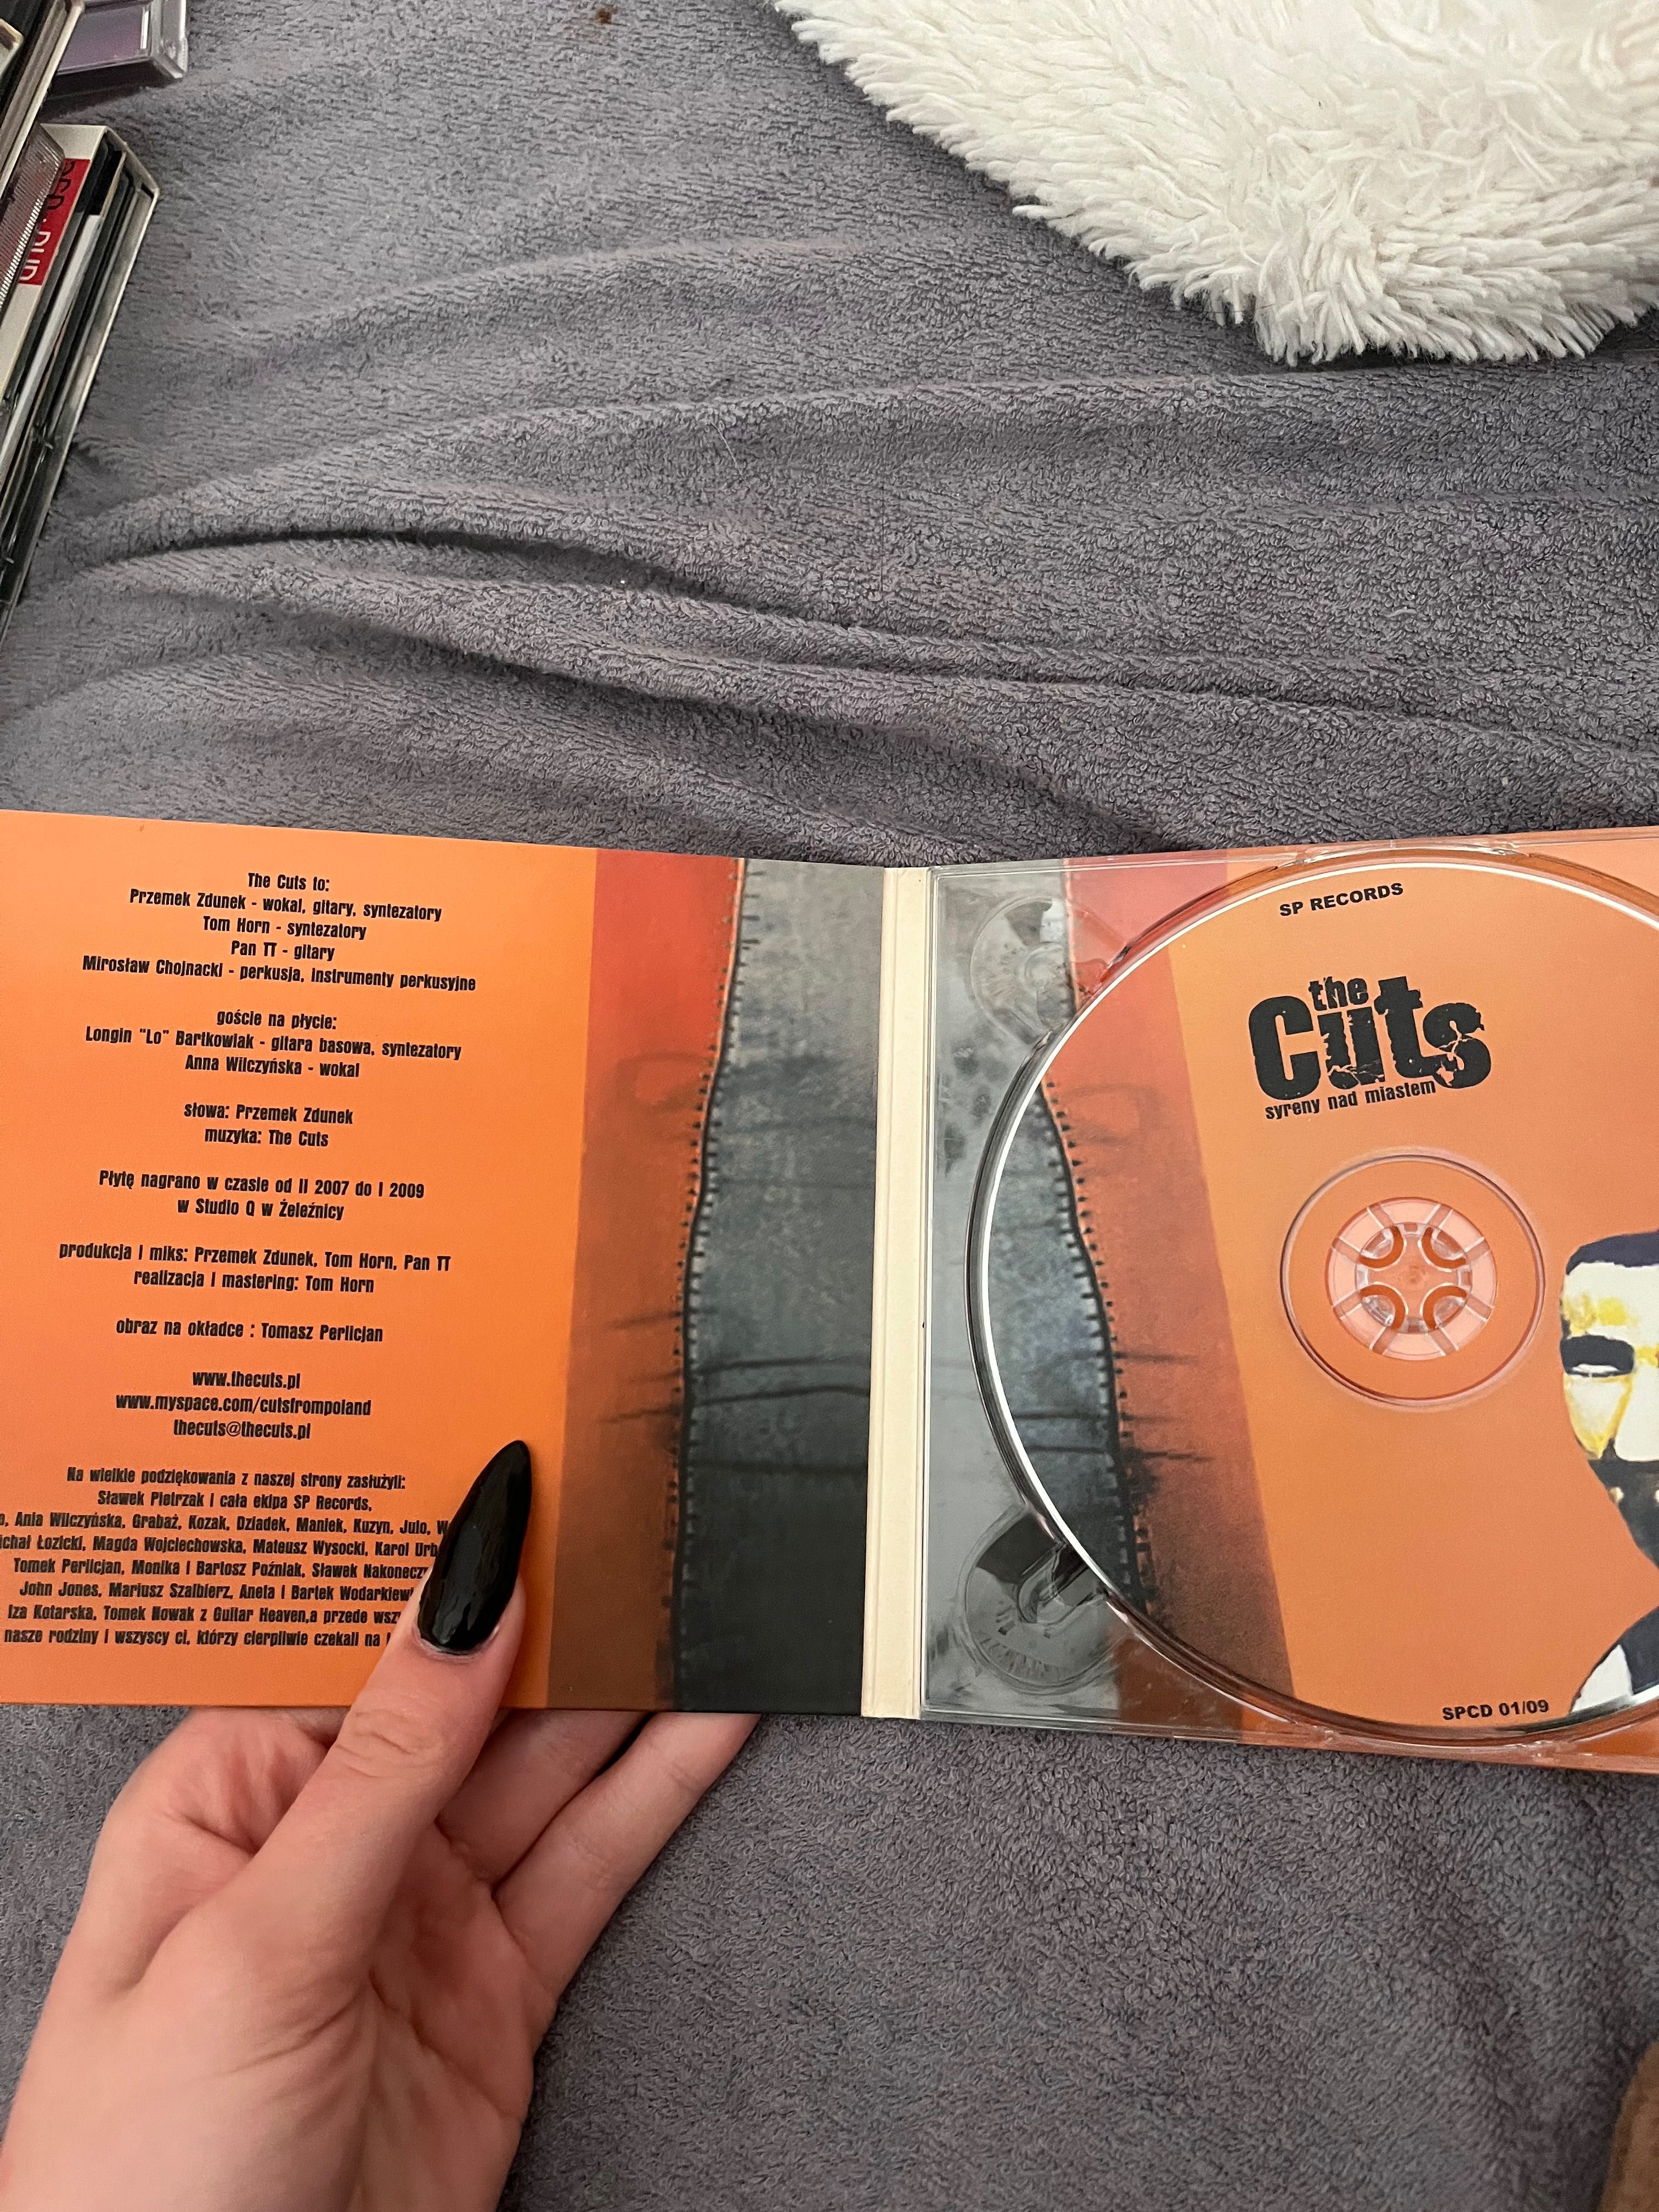 The Cuts to:
Przemek Zdunek - wokal, gitary, syntezatory
Tom Horn - syntezatory
Pan TT - gitary
Mirosław Chojnacki - perkusja, instrumenty perkusyjne
goście na płycie:
Longin "Lo" Bartkowiak - gitara basowa, syntezatory
Anna Wilczyńska - wokal
słowa: Przemek Zdunek
muzyka: The Cuts
Płytę nagrano w czasie od II 2007 do I 2009
w Studio Q w Żeleźnicy
produkcja i miks: Przemek Zdunek, Tom Horn, Pan TT
realizacja i mastering: Tom Horn
obraz na okładce : Tomasz Perlicjan
www.thecuts.pl
www.myspace.com/cutsfrompoland
thecuts@thecuts.pl
Na wielkie podziękowania z naszej strony zasłużyli:
Sławek Pietrzak i cała ekipa SP Records,
Ania Wilczyńska, Grabaż, Kozak, Dziadek, Maniek, Kuzyn, Julo,
Łozicki, Magda Wojciechowska, Mateusz Wysocki, Karol
Tomek Perlicjan, Monika i Bartosz Poźniak, Sławek
John Jones, Mariusz Szalbierz, Aneta i Bartek
Iza Kotarska, Tomek Nowak z Guitar Heaven,a przede
nasze rodziny i wszyscy ci, którzy cierpliwie czekali na
SP RECORDS
the
cuts
syreny nad miastem
SPCD 01/09